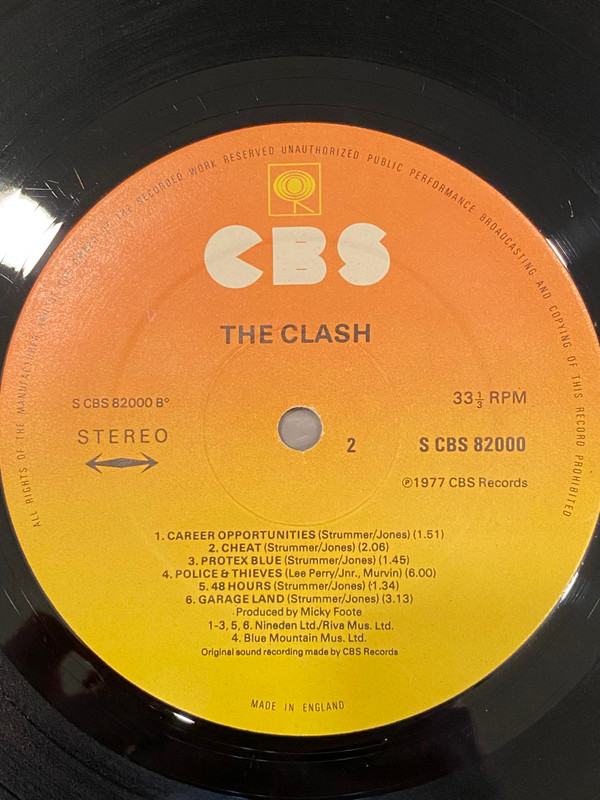 ALL RIGHTS OF THE MANUFACTURER AND OF THE OWNER OF THE RECORDED WORK RESERVED UNAUTHORIZED PUBLIC PERFORMANCE BROADCASTING AND COPYING OF THIS RECORD PROHIBITED
CBS
THE CLASH
S CBS 82000 B°
33 1/3 RPM
STEREO
2
S CBS 82000
℗1977 CBS Records
1. CAREER OPPORTUNITIES (Strummer/Jones) (1.51)
2. CHEAT (Strummer/Jones) (2.06)
3. PROTEX BLUE (Strummer/Jones) (1.45)
4. POLICE & THIEVES (Lee Perry/Jnr., Murvin) (6.00)
5. 48 HOURS (Strummer/Jones) (1.34)
6. GARAGE LAND (Strummer/Jones) (3.13)
Produced by Micky Foote
1-3, 5, 6. Nineden Ltd./Riva Mus. Ltd.
4. Blue Mountain Mus. Ltd.
Original sound recording made by CBS Records
MADE IN ENGLAND